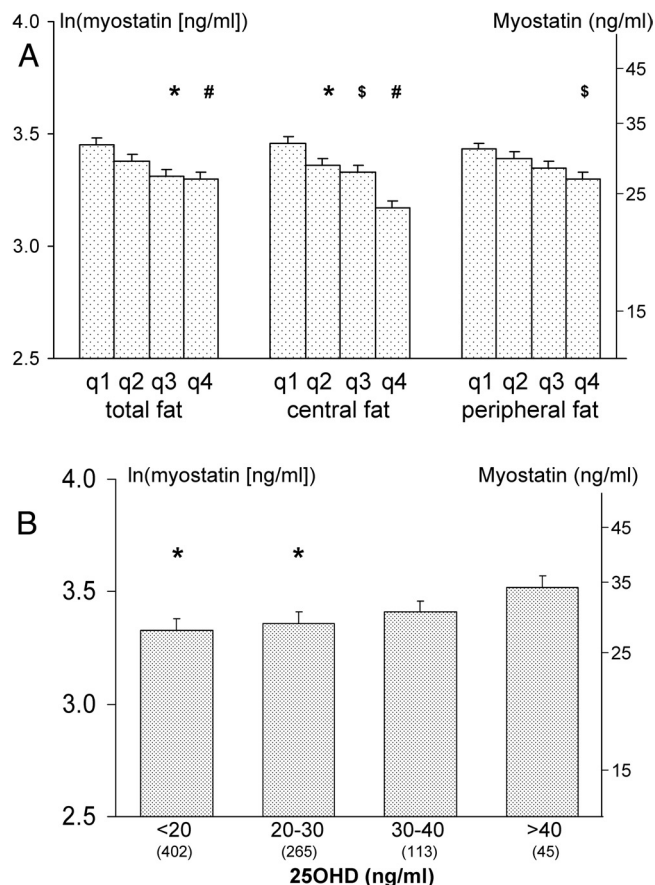 ln(myostatin [ng/ml]) Myostatin (ng/ml)
4.0
A
45
* # * $ # $
3.5
35
25
3.0
15
2.5
q1 q2 q3 q4 q1 q2 q3 q4 q1 q2 q3 q4
total fat central fat peripheral fat
ln(myostatin [ng/ml]) Myostatin (ng/ml)
4.0
B
45
* *
3.5
35
25
3.0
15
2.5
<20 20-30 30-40 >40
(402) (265) (113) (45)
25OHD (ng/ml)